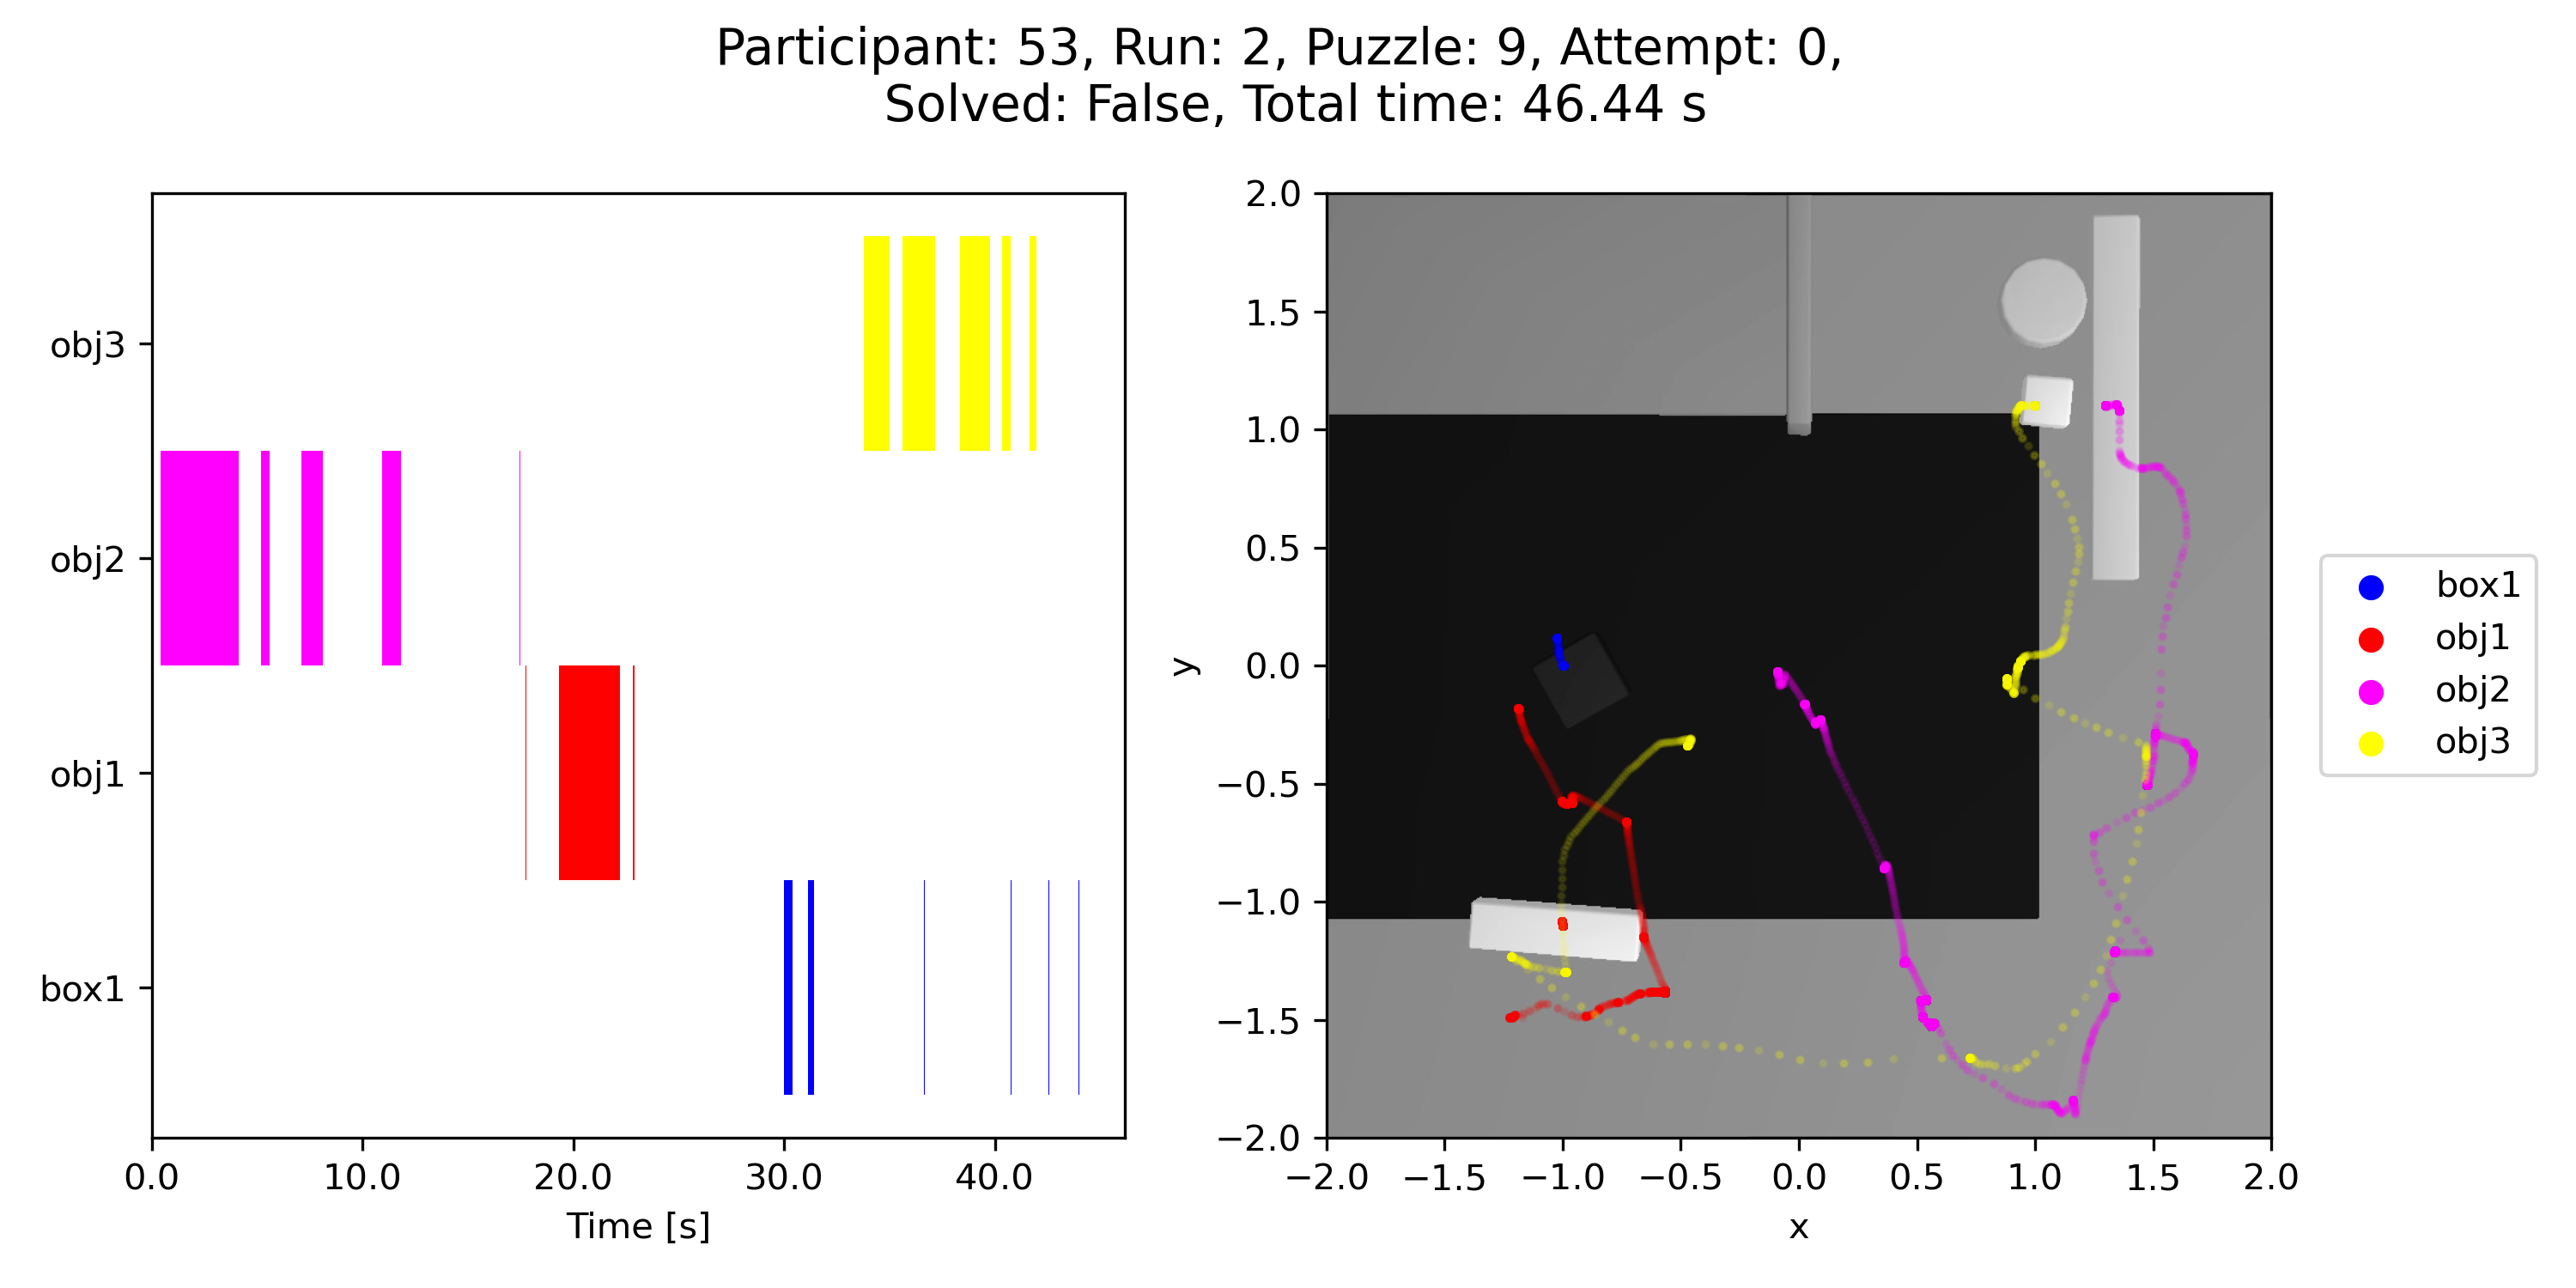 Participant: 53, Run: 2, Puzzle: 9, Attempt: 0,
Solved: False, Total time: 46.44 s
obj3
obj2
obj1
box1
0.0 10.0 20.0 30.0 40.0
Time [s]
2.0
1.5
1.0
0.5
0.0
−0.5
−1.0
−1.5
−2.0
y
−2.0 −1.5 −1.0 −0.5 0.0 0.5 1.0 1.5 2.0
x
box1
obj1
obj2
obj3